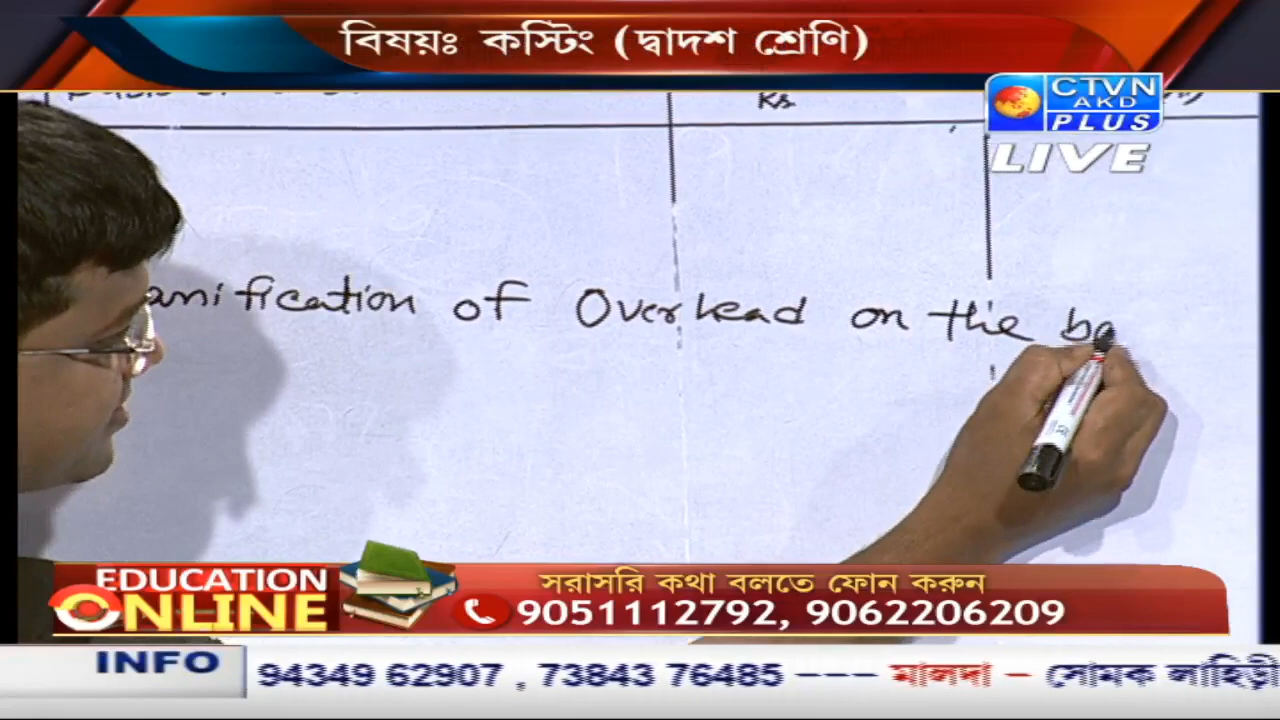 বিষয়ঃ কস্টিং (দ্বাদশ শ্রেণি)
CTVN
AKD
PLUS
LIVE
Rs
anification of Overhead on the ba
EDUCATION
ONLINE
সরাসরি কথা বলতে ফোন করুন
9051112792, 9062206209
INFO
94349 62907 , 73843 76485 --- মালদা - সোমক লাহিড়ী